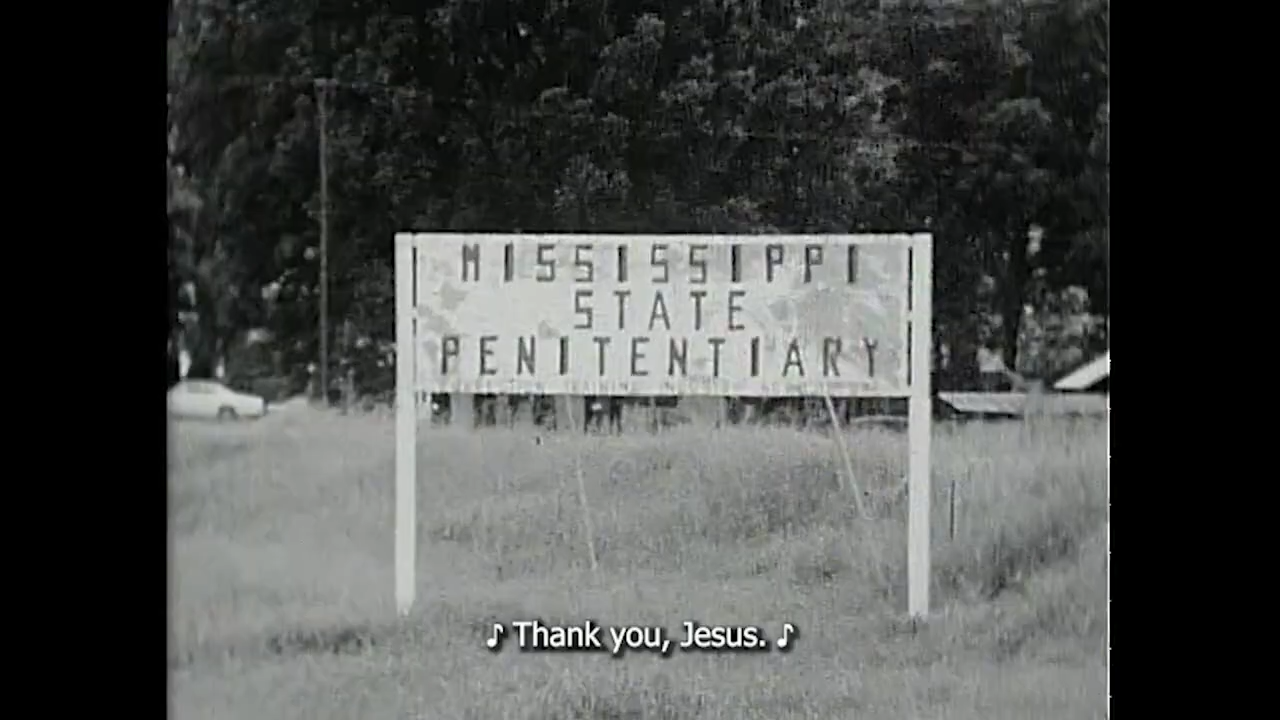 MISSISSIPPI
STATE
PENITENTIARY
♪ Thank you, Jesus. ♪